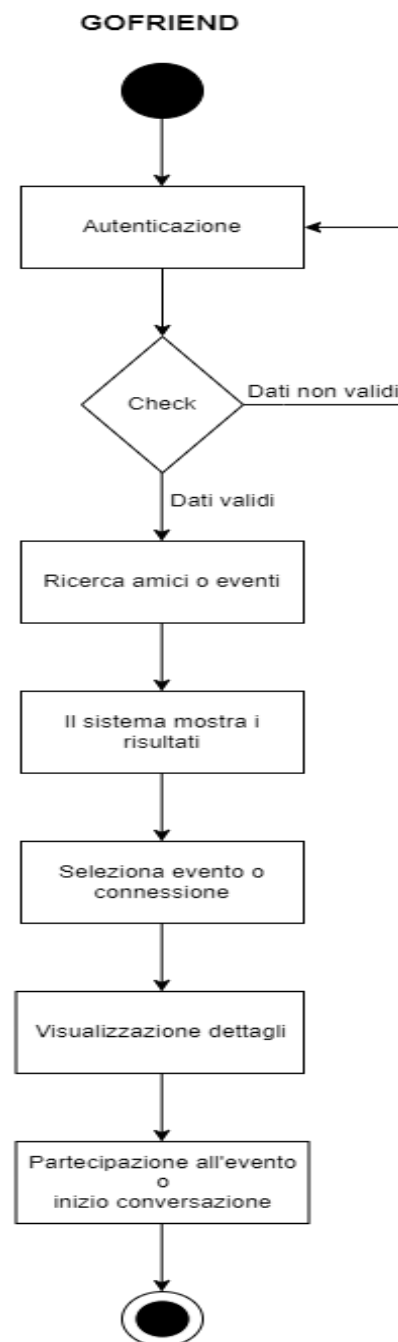 GOFRIEND
Autenticazione
Check
Dati non validi
Dati validi
Ricerca amici o eventi
Il sistema mostra i
risultati
Seleziona evento o
connessione
Visualizzazione dettagli
Partecipazione all'evento
o
inizio conversazione